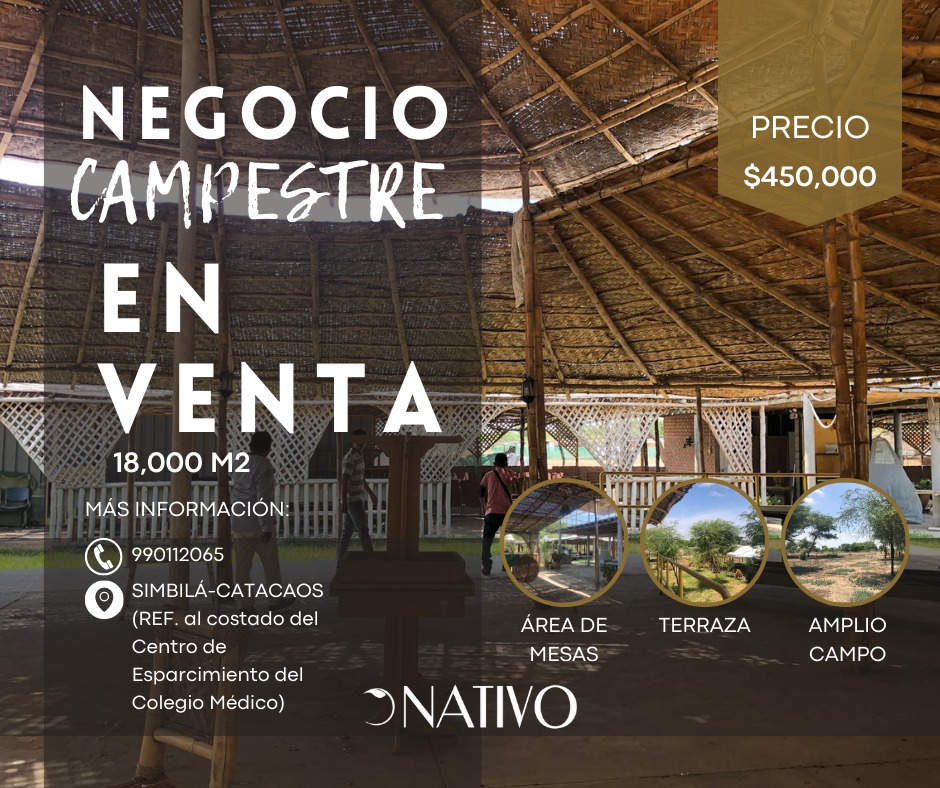 NEGOCIO
CAMPESTRE
EN
VENTA
18,000 M2
MÁS INFORMACIÓN:
990112065
SIMBILÁ-CATACAOS
(REF. al costado del
Centro de
Esparcimiento del
Colegio Médico)
PRECIO
$450,000
ÁREA DE
MESAS
TERRAZA
AMPLIO
CAMPO
NATIVO